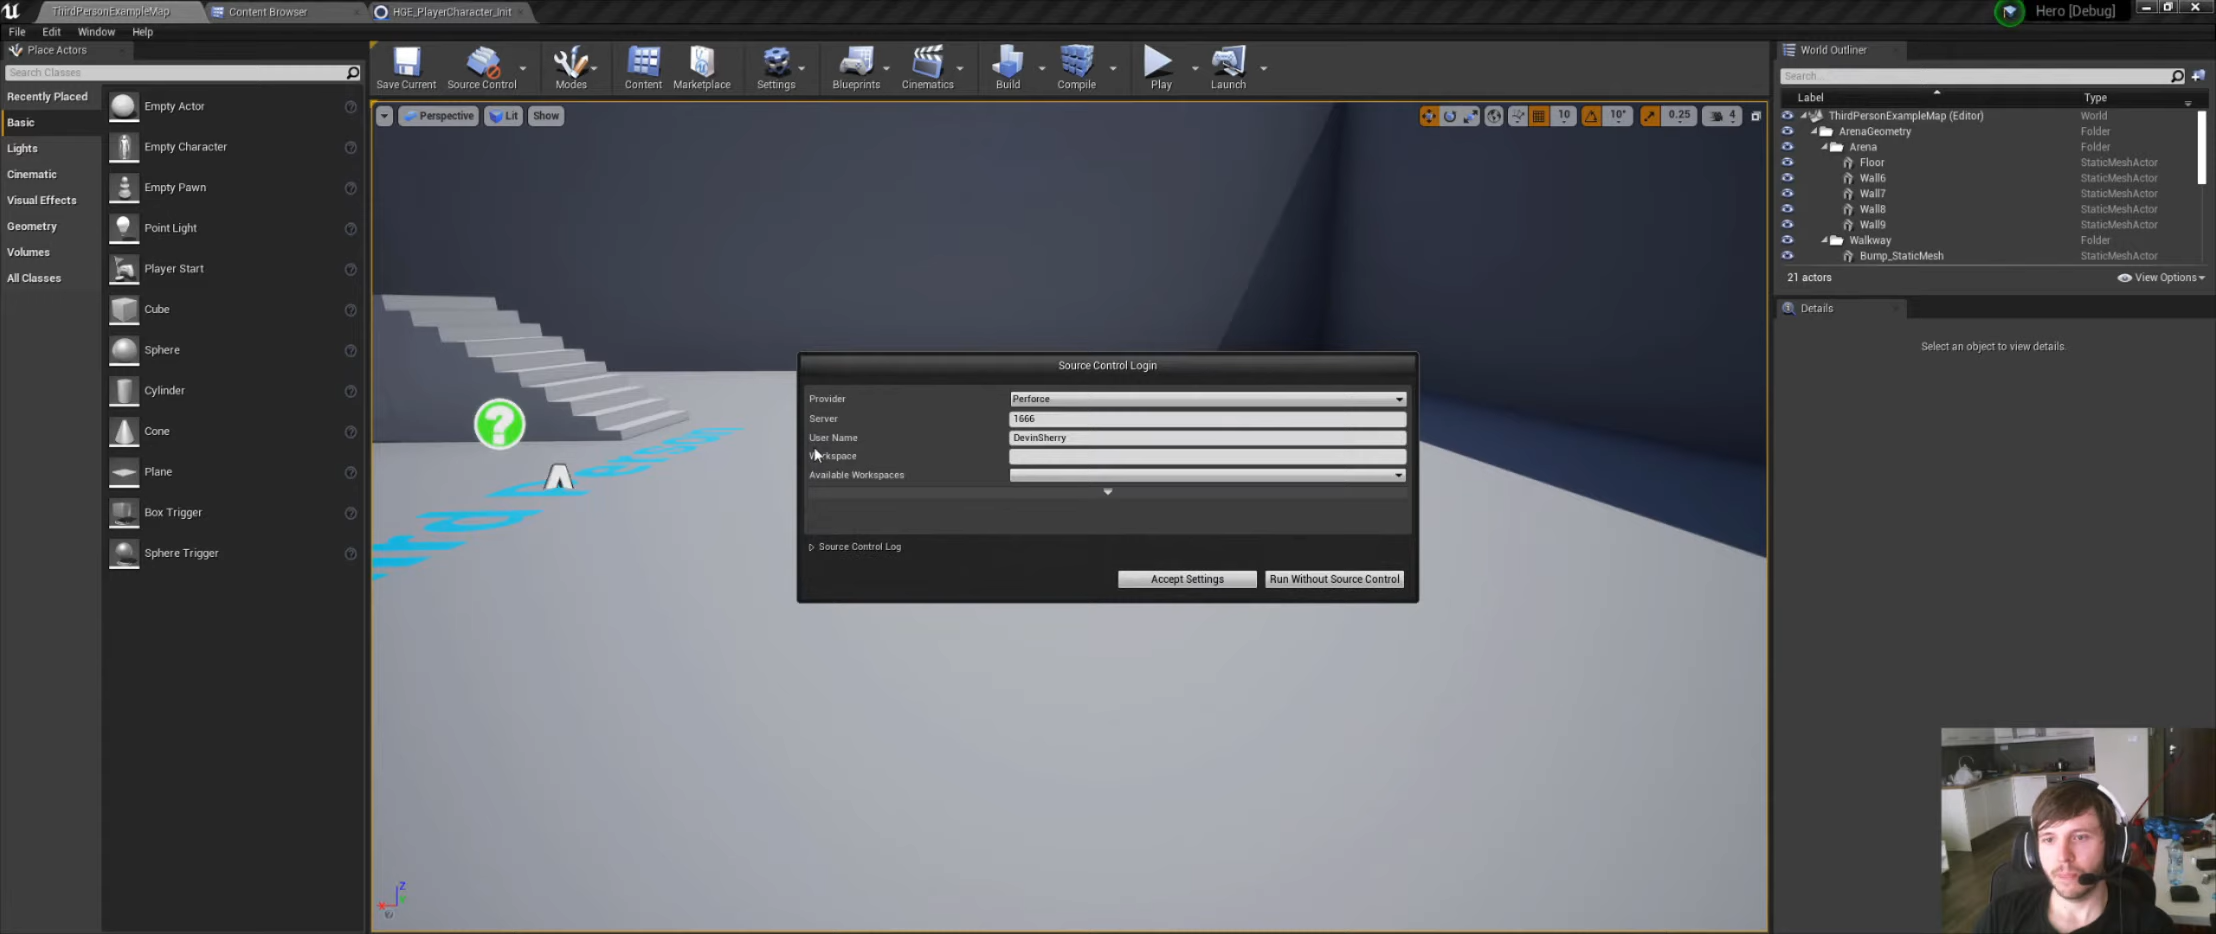 ThirdPersonExampleMap
Content Browser
HGE_PlayerCharacter_Init
Hero [Debug]
File Edit Window Help
Place Actors
Search Classes
Recently Placed
Basic
Lights
Cinematic
Visual Effects
Geometry
Volumes
All Classes
Empty Actor
Empty Character
Empty Pawn
Point Light
Player Start
Cube
Sphere
Cylinder
Cone
Plane
Box Trigger
Sphere Trigger
Save Current
Source Control
Modes
Content
Marketplace
Settings
Blueprints
Cinematics
Build
Compile
Play
Launch
Perspective
Lit
Show
10
10°
0.25
4
Source Control Login
Provider Perforce
Server 1666
User Name DevinSherry
Workspace
Available Workspaces
Source Control Log
Accept Settings
Run Without Source Control
World Outliner
Search...
Label Type
ThirdPersonExampleMap (Editor) World
ArenaGeometry Folder
Arena Folder
Floor StaticMeshActor
Wall6 StaticMeshActor
Wall7 StaticMeshActor
Wall8 StaticMeshActor
Wall9 StaticMeshActor
Walkway Folder
Bump_StaticMesh StaticMeshActor
21 actors
View Options
Details
Select an object to view details.
Z